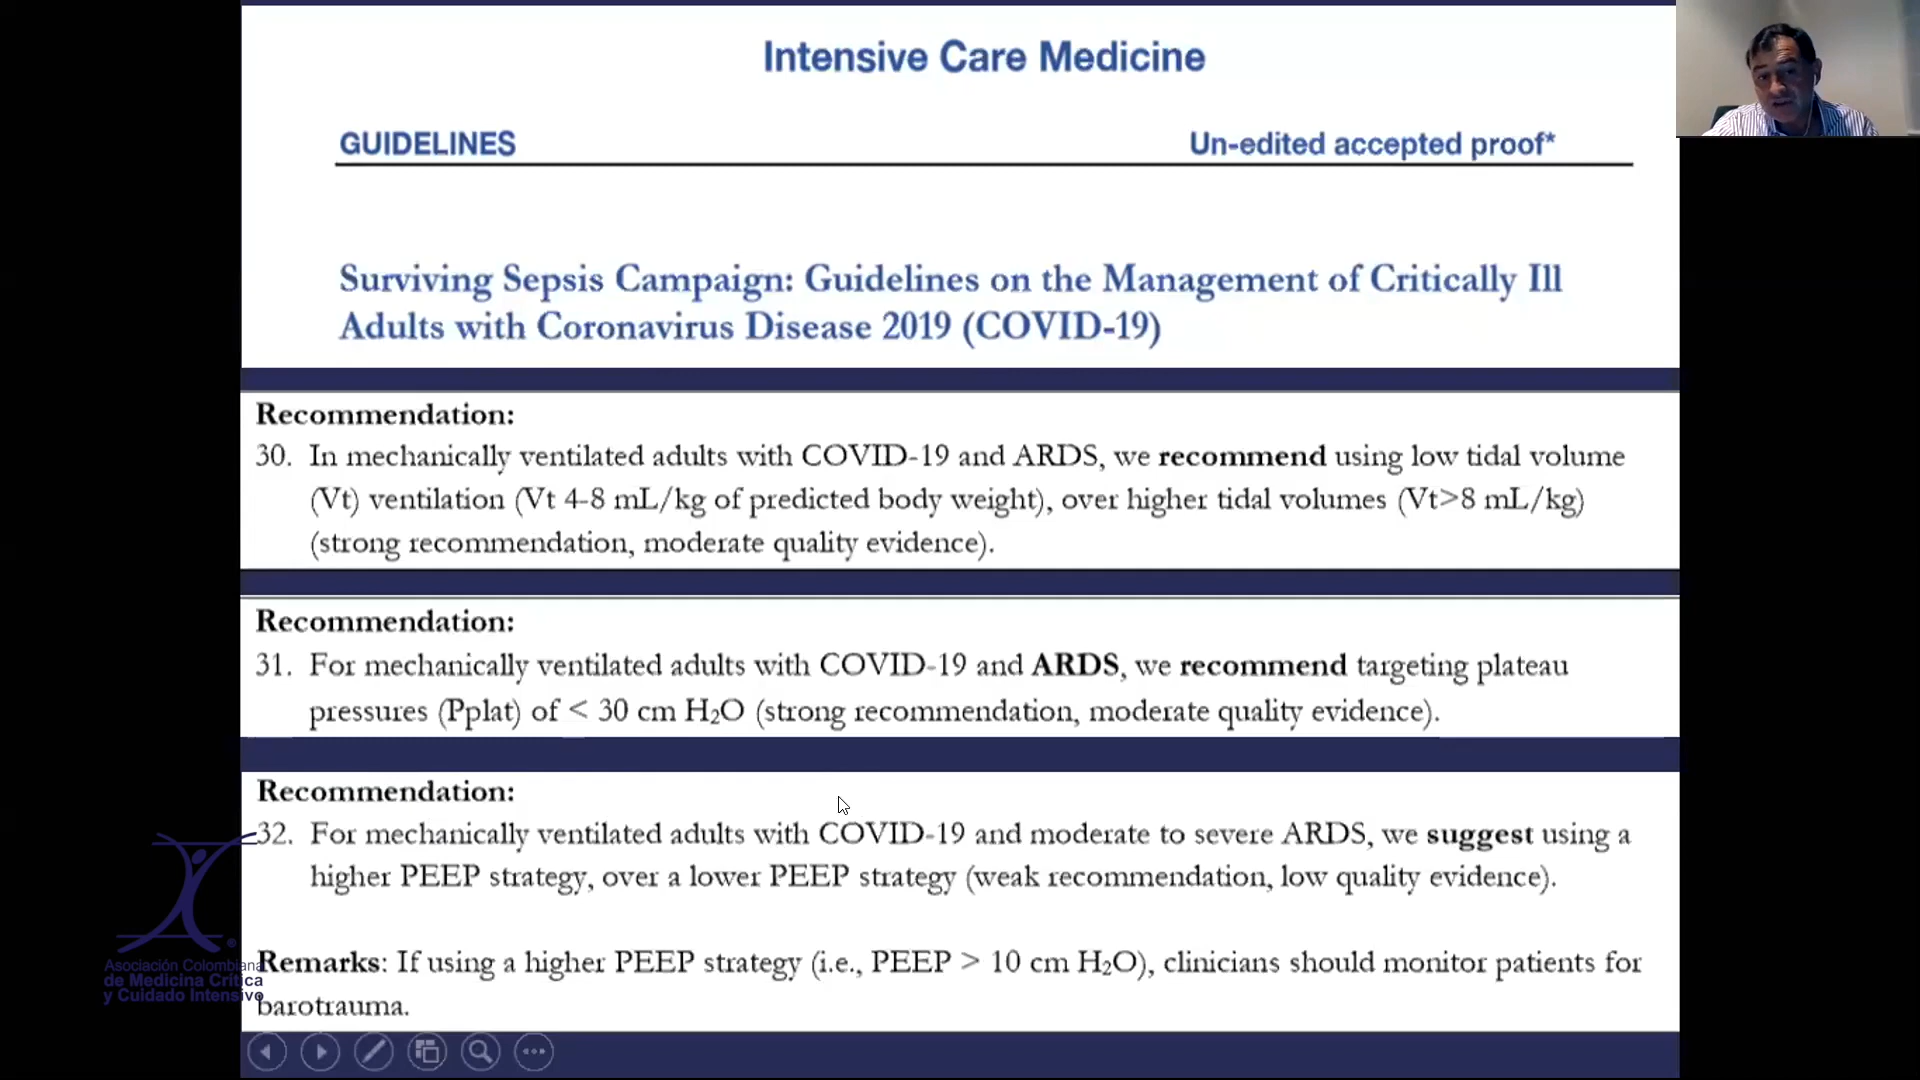 Intensive Care Medicine
GUIDELINES
Un-edited accepted proof*
Surviving Sepsis Campaign: Guidelines on the Management of Critically Ill
Adults with Coronavirus Disease 2019 (COVID-19)
Recommendation:
30. In mechanically ventilated adults with COVID-19 and ARDS, we recommend using low tidal volume
(Vt) ventilation (Vt 4-8 mL/kg of predicted body weight), over higher tidal volumes (Vt>8 mL/kg)
(strong recommendation, moderate quality evidence).
Recommendation:
31. For mechanically ventilated adults with COVID-19 and ARDS, we recommend targeting plateau
pressures (Pplat) of < 30 cm H₂O (strong recommendation, moderate quality evidence).
Recommendation:
32. For mechanically ventilated adults with COVID-19 and moderate to severe ARDS, we suggest using a
higher PEEP strategy, over a lower PEEP strategy (weak recommendation, low quality evidence).
Remarks: If using a higher PEEP strategy (i.e., PEEP > 10 cm H₂O), clinicians should monitor patients for
barotrauma.
Asociación Colombiana
de Medicina Crítica
y Cuidado Intensivo
®